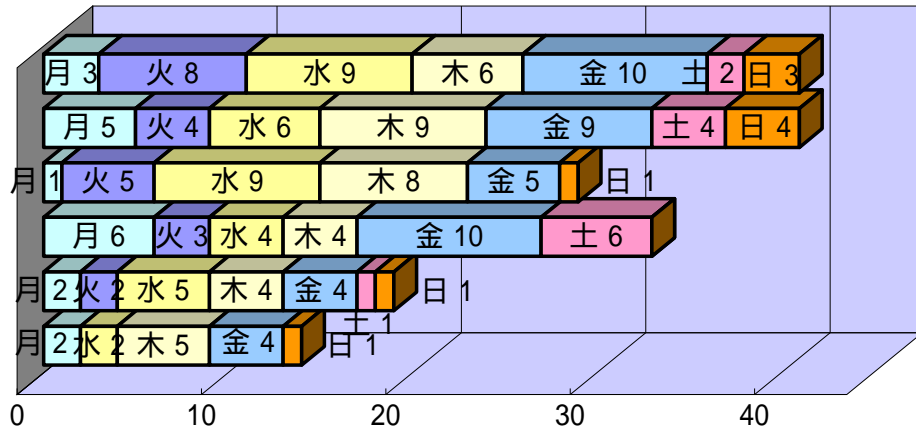 月 3 火 8 水 9 木 6 金 10 土 2 日 3
月 5 火 4 水 6 木 9 金 9 土 4 日 4
月 1 火 5 水 9 木 8 金 5 日 1
月 6 火 3 水 4 木 4 金 10 土 6
月 2 火 2 水 5 木 4 金 4 土 1 日 1
月 2 水 2 木 5 金 4 日 1
0 10 20 30 40